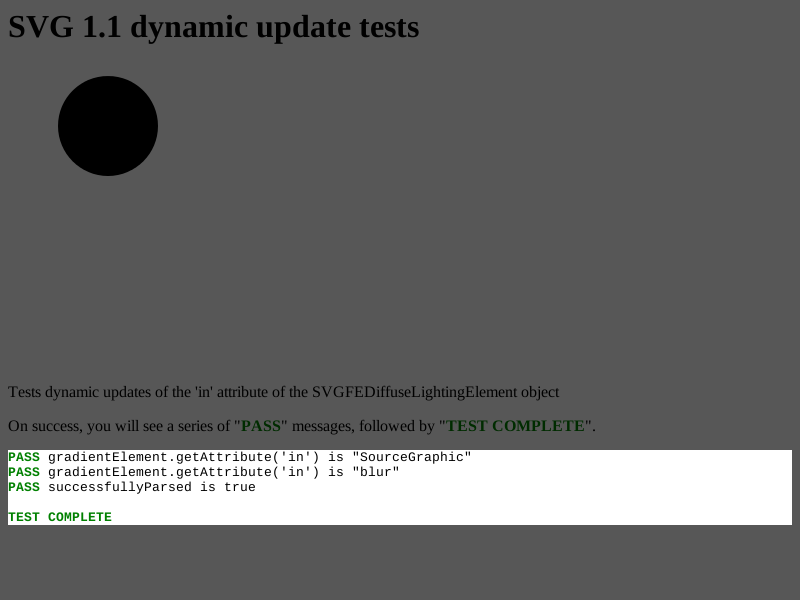 SVG 1.1 dynamic update tests
Tests dynamic updates of the 'in' attribute of the SVGFEDiffuseLightingElement object
On success, you will see a series of "PASS" messages, followed by "TEST COMPLETE".
PASS gradientElement.getAttribute('in') is "SourceGraphic"
PASS gradientElement.getAttribute('in') is "blur"
PASS successfullyParsed is true
TEST COMPLETE